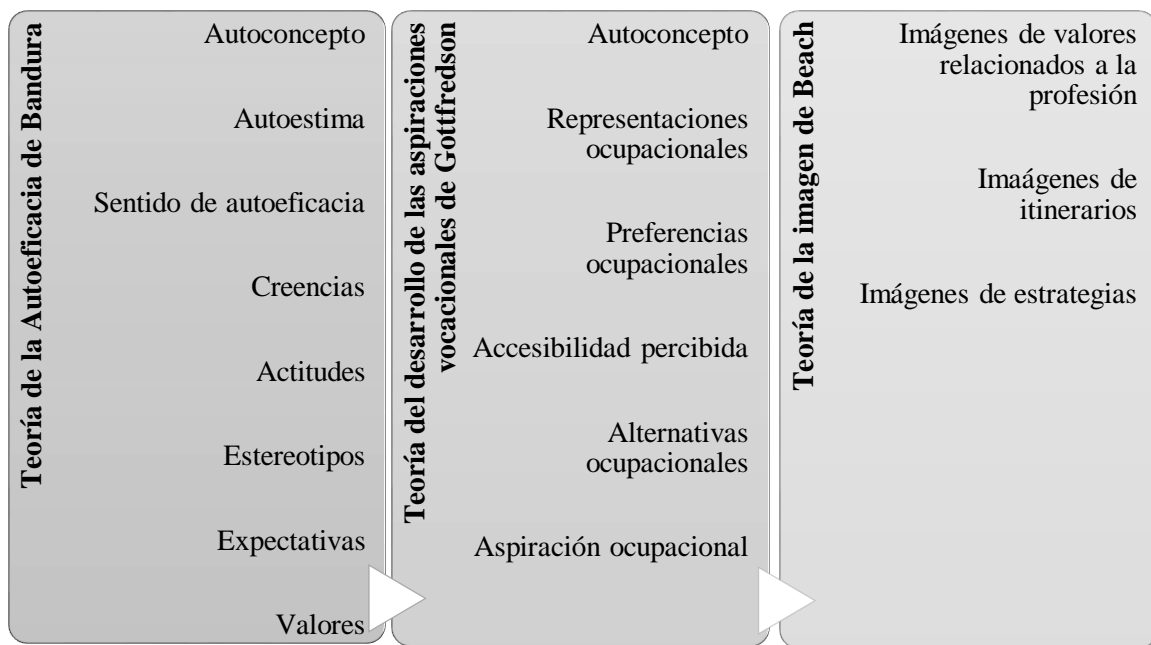 Teoría de la Autoeficacia de Bandura
Autoconcepto
Autoestima
Sentido de autoeficacia
Creencias
Actitudes
Estereotipos
Expectativas
Valores
Teoría del desarrollo de las aspiraciones
vocacionales de Gottfredson
Autoconcepto
Representaciones
ocupacionales
Preferencias
ocupacionales
Accesibilidad percibida
Alternativas
ocupacionales
Aspiración ocupacional
Teoría de la imagen de Beach
Imágenes de valores
relacionados a la
profesión
Imaágenes de
itinerarios
Imágenes de estrategias